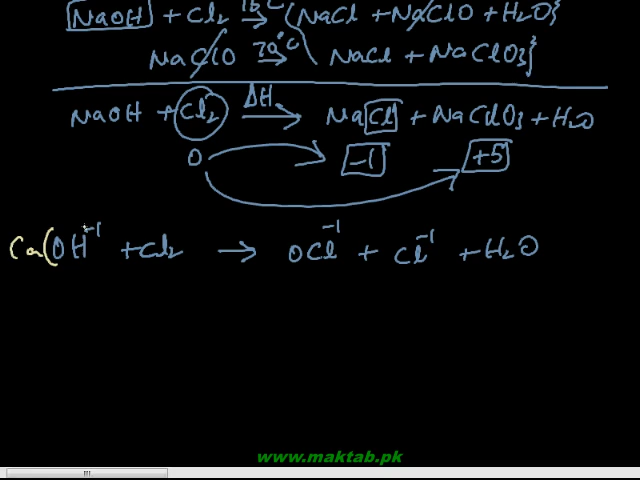 NaOH + Cl₂ → {NaCl + NaClO + H₂O}
NaClO 70°C → NaCl + NaClO₃}
NaOH + Cl₂ ΔH → NaCl + NaClO₃ + H₂O
0 -1 +5
Ca(OH⁻¹ + Cl₂ → OCl⁻¹ + Cl⁻¹ + H₂O
www.maktab.pk